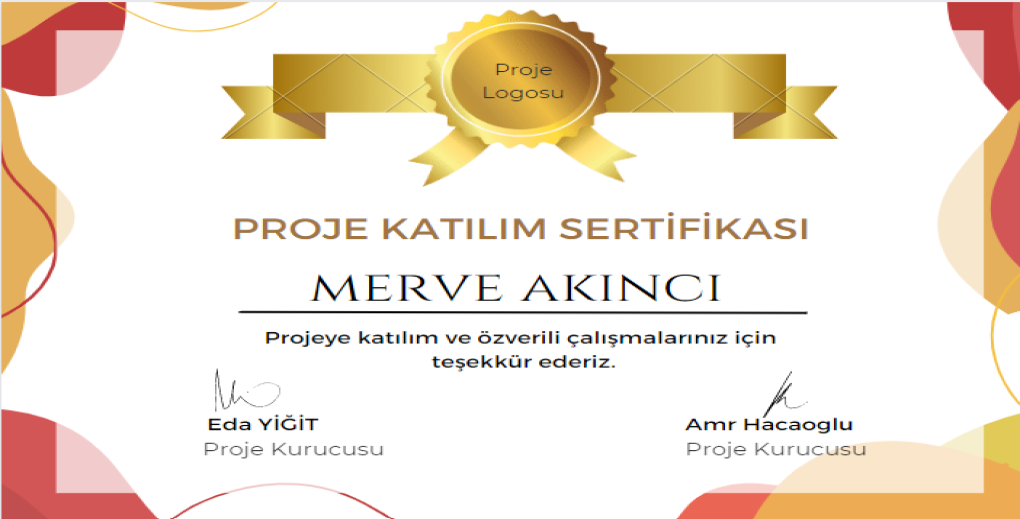 Proje
Logosu
PROJE KATILIM SERTİFİKASI
MERVE AKINCI
Projeye katılım ve özverili çalışmalarınız için
teşekkür ederiz.
Eda YİĞİT
Proje Kurucusu
Amr Hacaoglu
Proje Kurucusu